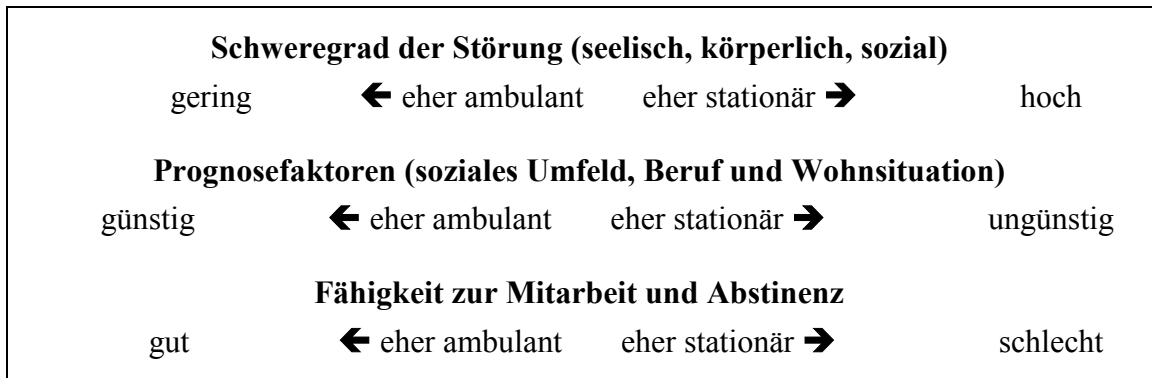 Schweregrad der Störung (seelisch, körperlich, sozial)
gering 🡸 eher ambulant eher stationär 🡺 hoch
Prognosefaktoren (soziales Umfeld, Beruf und Wohnsituation)
günstig 🡸 eher ambulant eher stationär 🡺 ungünstig
Fähigkeit zur Mitarbeit und Abstinenz
gut 🡸 eher ambulant eher stationär 🡺 schlecht